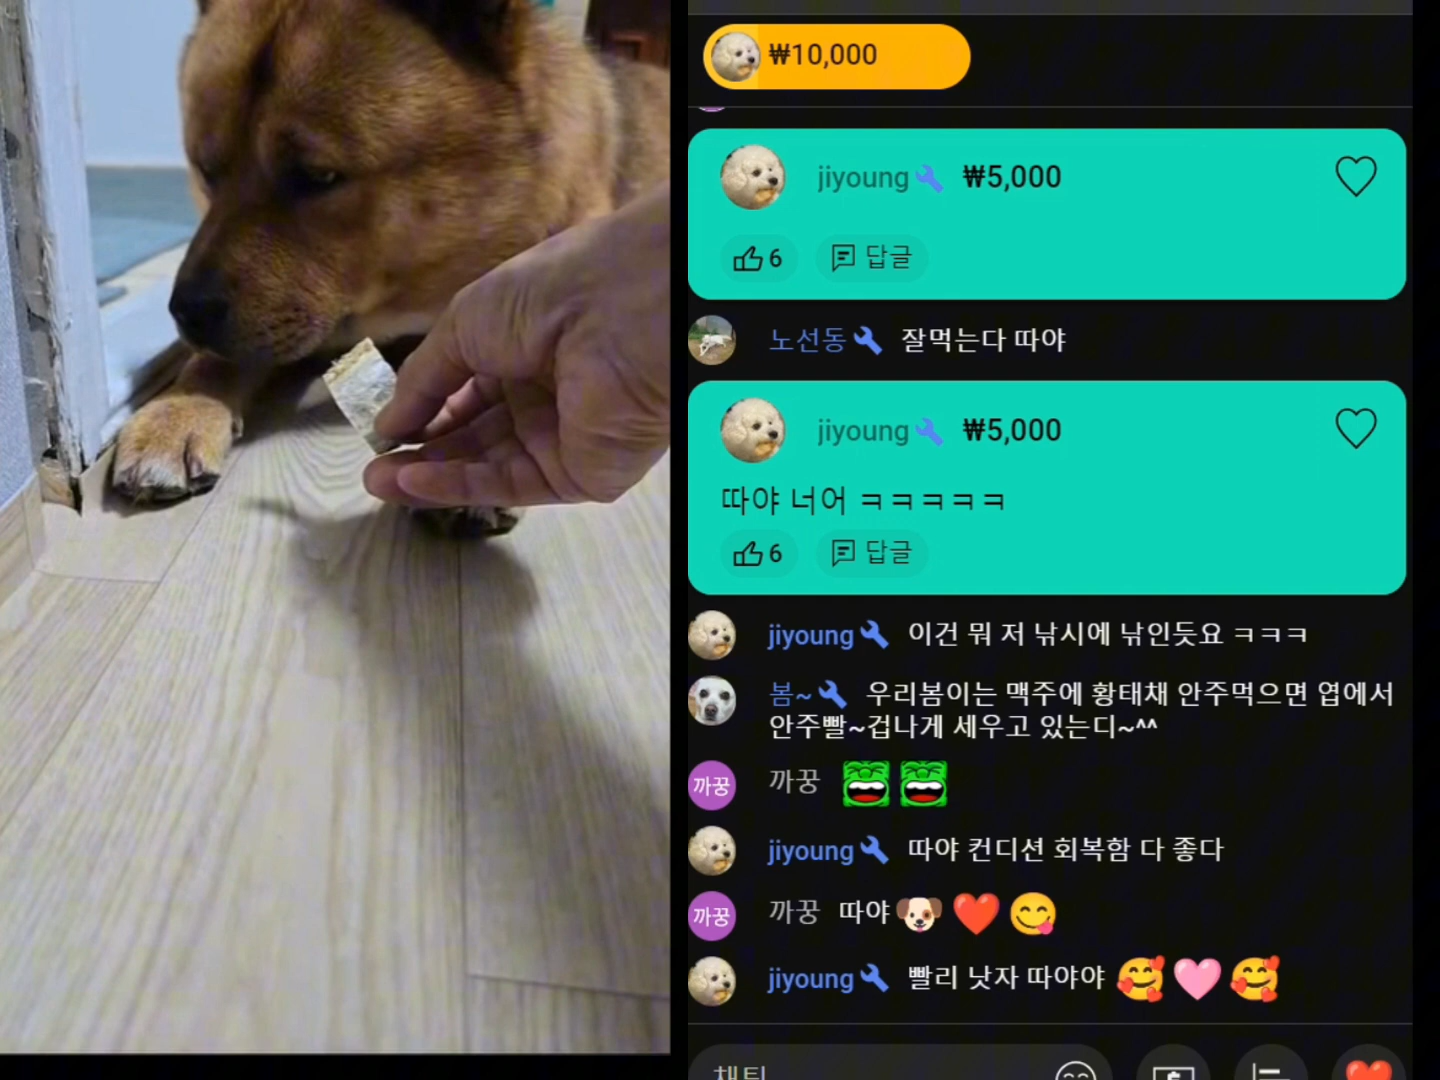 ₩10,000
jiyoung ₩5,000
6 답글
노선동 잘먹는다 따야
jiyoung ₩5,000
따야 너어 ㅋㅋㅋㅋㅋ
6 답글
jiyoung 이건 뭐 저 낚시에 낚인듯요 ㅋㅋㅋ
봄~ 우리봄이는 맥주에 황태채 안주먹으면 엽에서
안주빨~겁나게 세우고 있는디~^^
까꿍 까꿍
jiyoung 따야 컨디션 회복함 다 좋다
까꿍 까꿍 따야🐶❤️😋
jiyoung 빨리 낫자 따야야 🥰🩷🥰
채팅